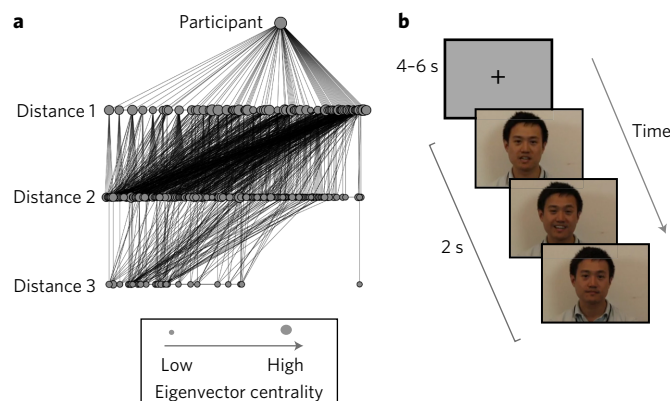 a
Participant
Distance 1
Distance 2
Distance 3
Low
High
Eigenvector centrality
b
4–6 s
Time
2 s